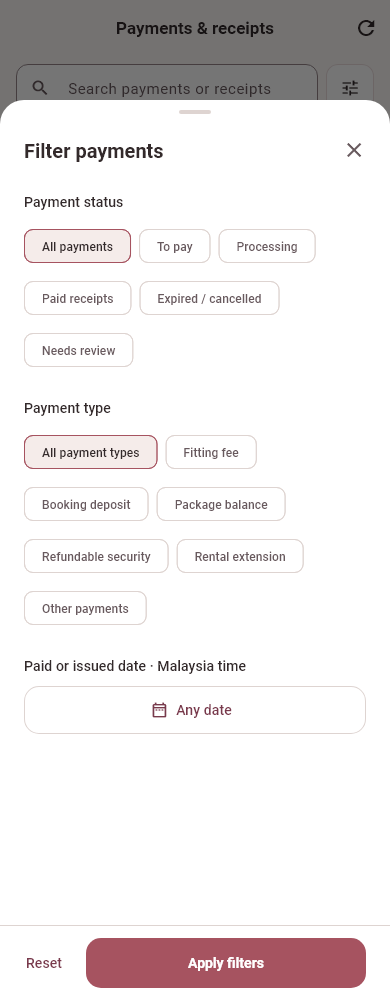 Payments & receipts
Search payments or receipts
Filter payments
Payment status
All payments
To pay
Processing
Paid receipts
Expired / cancelled
Needs review
Payment type
All payment types
Fitting fee
Booking deposit
Package balance
Refundable security
Rental extension
Other payments
Paid or issued date · Malaysia time
Any date
Reset
Apply filters